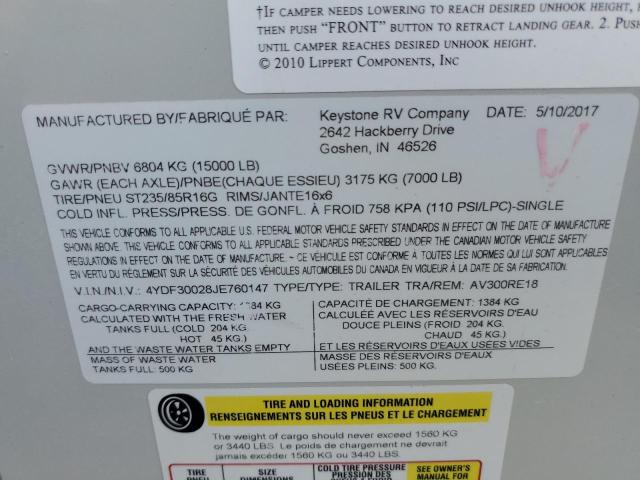 †IF CAMPER NEEDS LOWERING TO REACH DESIRED UNHOOK HEIGHT,
THEN PUSH "FRONT" BUTTON TO RETRACT LANDING GEAR. 2. PUSH
UNTIL CAMPER REACHES DESIRED UNHOOK HEIGHT.
© 2010 LIPPERT COMPONENTS, INC
MANUFACTURED BY/FABRIQUÉ PAR: Keystone RV Company DATE: 5/10/2017
2642 Hackberry Drive
Goshen, IN 46526
V
GVWR/PNBV 6804 KG (15000 LB)
GAWR (EACH AXLE)/PNBE(CHAQUE ESSIEU) 3175 KG (7000 LB)
TIRE/PNEU ST235/85R16G RIMS/JANTE16x6
COLD INFL. PRESS/PRESS. DE GONFL. À FROID 758 KPA (110 PSI/LPC)-SINGLE
THIS VEHICLE CONFORMS TO ALL APPLICABLE U.S. FEDERAL MOTOR VEHICLE SAFETY STANDARDS IN EFFECT ON THE DATE OF MANUFACTURE
SHOWN ABOVE. THIS VEHICLE CONFORMS TO ALL APPLICABLE STANDARDS PRESCRIBED UNDER THE CANADIAN MOTOR VEHICLE SAFETY
REGULATIONS IN EFFECT ON THE DATE OF MANUFACTURE - CE VÉHICULE EST CONFORME À TOUTES LES NORMES QUI LUI SONT APPLICABLES
EN VERTU DU RÈGLEMENT SUR LA SÉCURITÉ DES VÉHICULES AUTOMOBILES DU CANADA EN VIGUEUR À LA DATE DE SA FABRICATION.
V.I.N./N.I.V.: 4YDF30028JE760147 TYPE/TYPE: TRAILER TRA/REM: AV300RE18
CARGO-CARRYING CAPACITY: 1384 KG
CALCULATED WITH THE FRESH WATER
TANKS FULL (COLD 204 KG.
HOT 45 KG.)
AND THE WASTE WATER TANKS EMPTY
MASS OF WASTE WATER
TANKS FULL: 500 KG
CAPACITÉ DE CHARGEMENT: 1384 KG
CALCULÉE AVEC LES RÉSERVOIRS D'EAU
DOUCE PLEINS (FROID 204 KG.
CHAUD 45 KG.)
ET LES RÉSERVOIRS D'EAUX USÉES VIDES
MASSE DES RÉSERVOIRS D'EAUX
USÉES PLEINS: 500 KG.
TIRE AND LOADING INFORMATION
RENSEIGNEMENTS SUR LES PNEUS ET LE CHARGEMENT
The weight of cargo should never exceed 1560 KG
or 3440 LBS. Le poids de chargement ne doit
jamais excéder 1560 KG or 3440 LBS.
TIRE SIZE COLD TIRE PRESSURE SEE OWNER'S
PNEU DIMENSIONS PRESSION DES MANUAL FOR